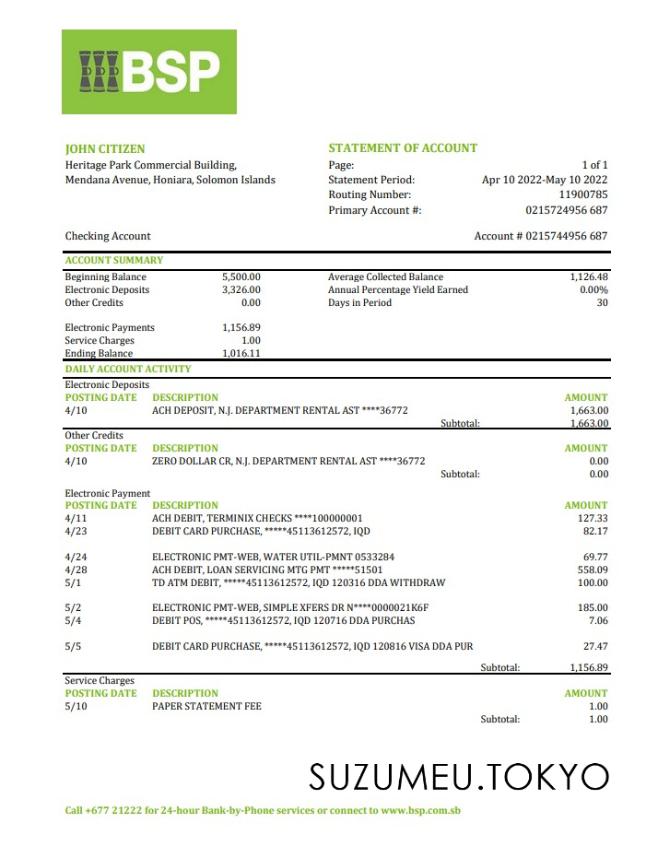 BSP
JOHN CITIZEN
Heritage Park Commercial Building,
Mendana Avenue, Honiara, Solomon Islands
STATEMENT OF ACCOUNT
Page: 1 of 1
Statement Period: Apr 10 2022-May 10 2022
Routing Number: 11900785
Primary Account #: 0215724956 687
Checking Account Account # 0215744956 687
ACCOUNT SUMMARY
Beginning Balance 5,500.00 Average Collected Balance 1,126.48
Electronic Deposits 3,326.00 Annual Percentage Yield Earned 0.00%
Other Credits 0.00 Days in Period 30
Electronic Payments 1,156.89
Service Charges 1.00
Ending Balance 1,016.11
DAILY ACCOUNT ACTIVITY
Electronic Deposits
POSTING DATE DESCRIPTION AMOUNT
4/10 ACH DEPOSIT, N.J. DEPARTMENT RENTAL AST ****36772 1,663.00
Subtotal: 1,663.00
Other Credits
POSTING DATE DESCRIPTION AMOUNT
4/10 ZERO DOLLAR CR, N.J. DEPARTMENT RENTAL AST ****36772 0.00
Subtotal: 0.00
Electronic Payment
POSTING DATE DESCRIPTION AMOUNT
4/11 ACH DEBIT, TERMINIX CHECKS ****100000001 127.33
4/23 DEBIT CARD PURCHASE, *****45113612572, IQD 82.17
4/24 ELECTRONIC PMT-WEB, WATER UTIL-PMNT 0533284 69.77
4/28 ACH DEBIT, LOAN SERVICING MTG PMT *****51501 558.09
5/1 TD ATM DEBIT, *****45113612572, IQD 120316 DDA WITHDRAW 100.00
5/2 ELECTRONIC PMT-WEB, SIMPLE XFERS DR N****0000021K6F 185.00
5/4 DEBIT POS, *****45113612572, IQD 120716 DDA PURCHAS 7.06
5/5 DEBIT CARD PURCHASE, *****45113612572, IQD 120816 VISA DDA PUR 27.47
Subtotal: 1,156.89
Service Charges
POSTING DATE DESCRIPTION AMOUNT
5/10 PAPER STATEMENT FEE 1.00
Subtotal: 1.00
SUZUMEU.TOKYO
Call +677 21222 for 24-hour Bank-by-Phone services or connect to www.bsp.com.sb